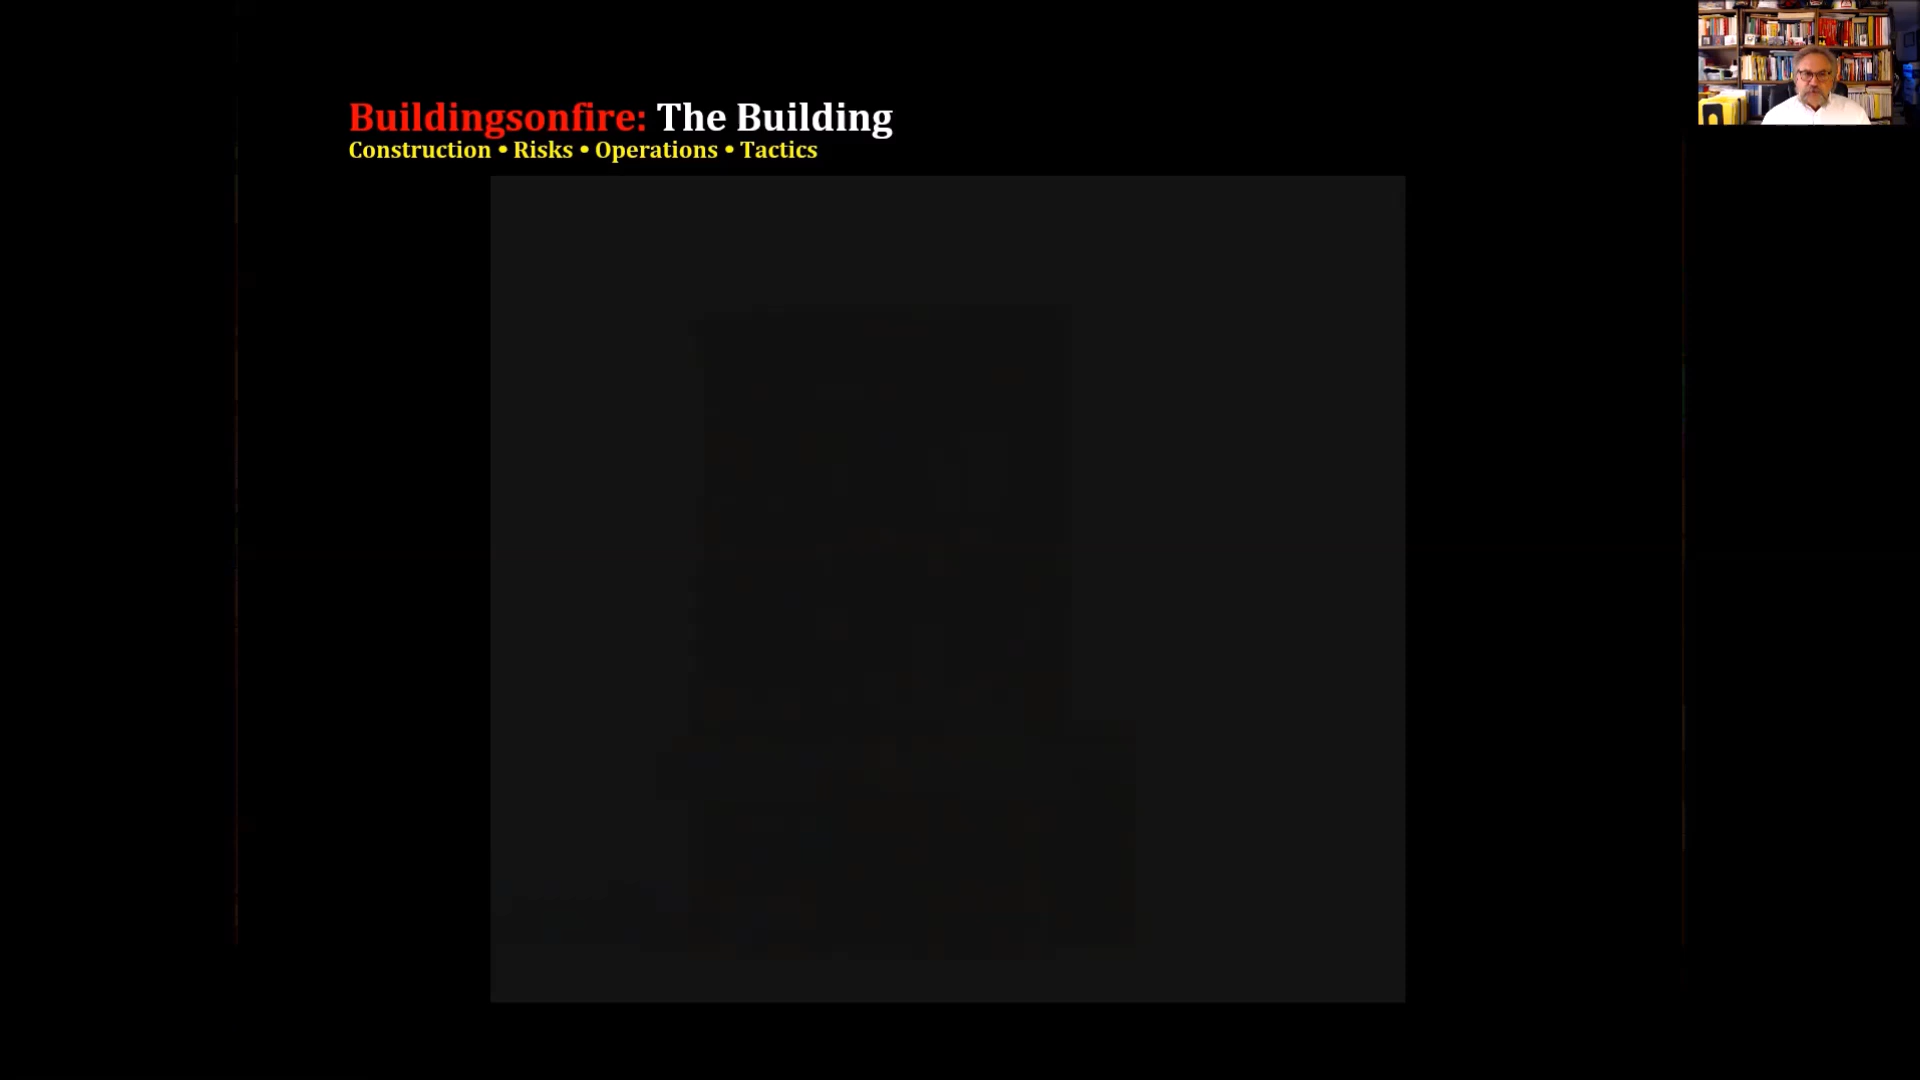 Buildingsonfire: The Building
Construction • Risks • Operations • Tactics